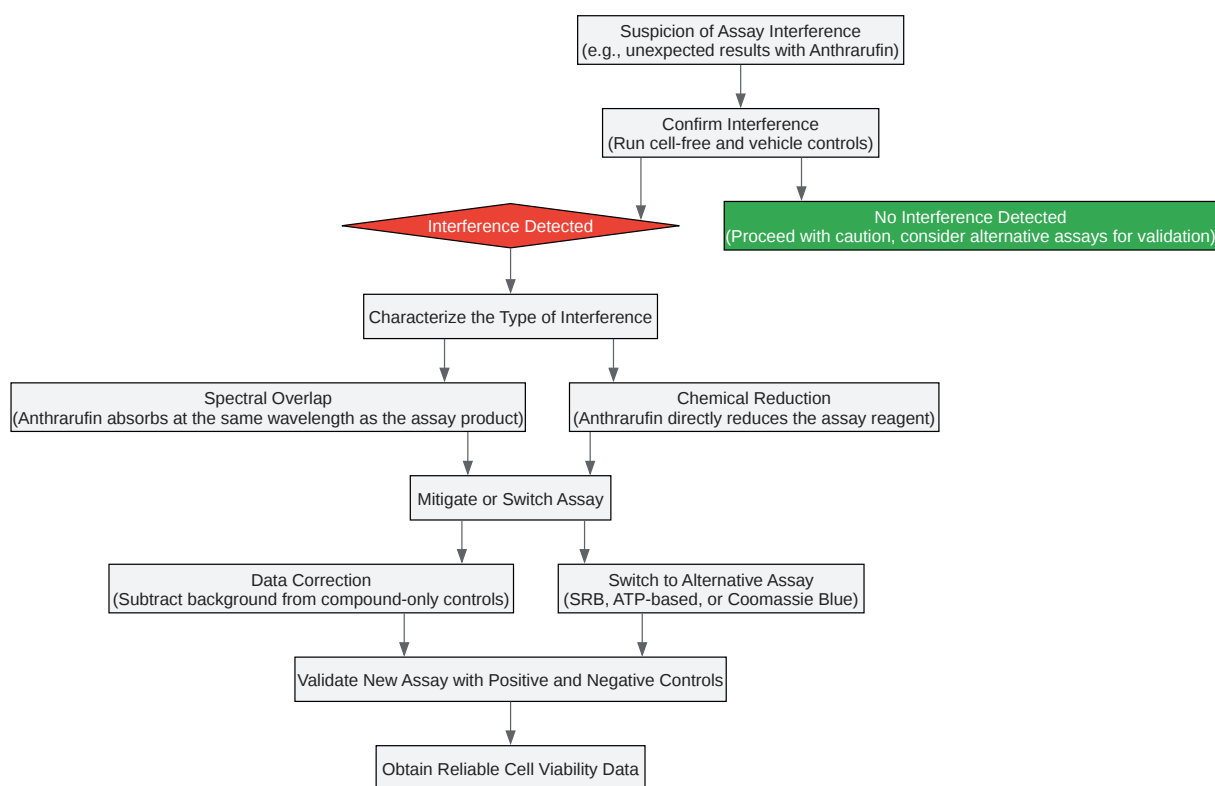 Suspicion of Assay Interference
(e.g., unexpected results with Anthrarufin)
Confirm Interference
(Run cell-free and vehicle controls)
Interference Detected
No Interference Detected
(Proceed with caution, consider alternative assays for validation)
Characterize the Type of Interference
Spectral Overlap
(Anthrarufin absorbs at the same wavelength as the assay product)
Chemical Reduction
(Anthrarufin directly reduces the assay reagent)
Mitigate or Switch Assay
Data Correction
(Subtract background from compound-only controls)
Switch to Alternative Assay
(SRB, ATP-based, or Coomassie Blue)
Validate New Assay with Positive and Negative Controls
Obtain Reliable Cell Viability Data